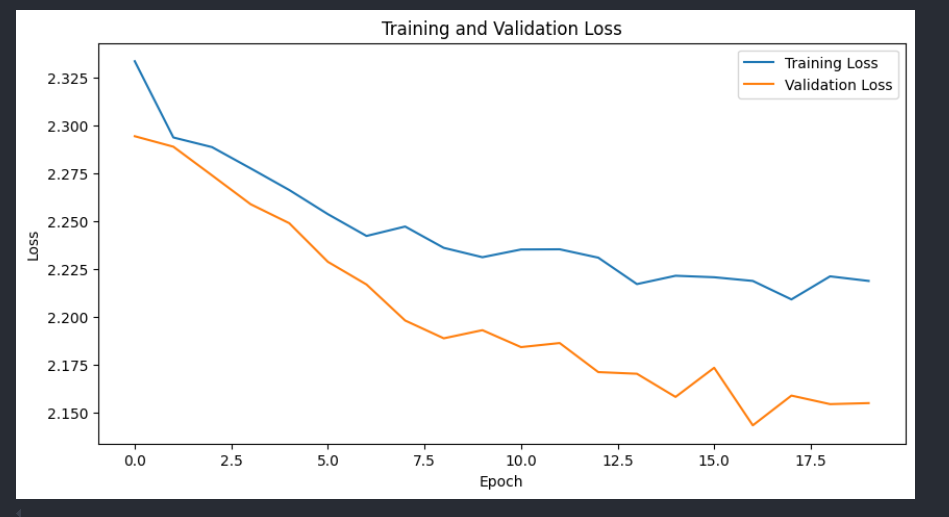 Training and Validation Loss
Training Loss
Validation Loss
2.325
2.300
2.275
2.250
2.225
2.200
2.175
2.150
Loss
0.0 2.5 5.0 7.5 10.0 12.5 15.0 17.5
Epoch